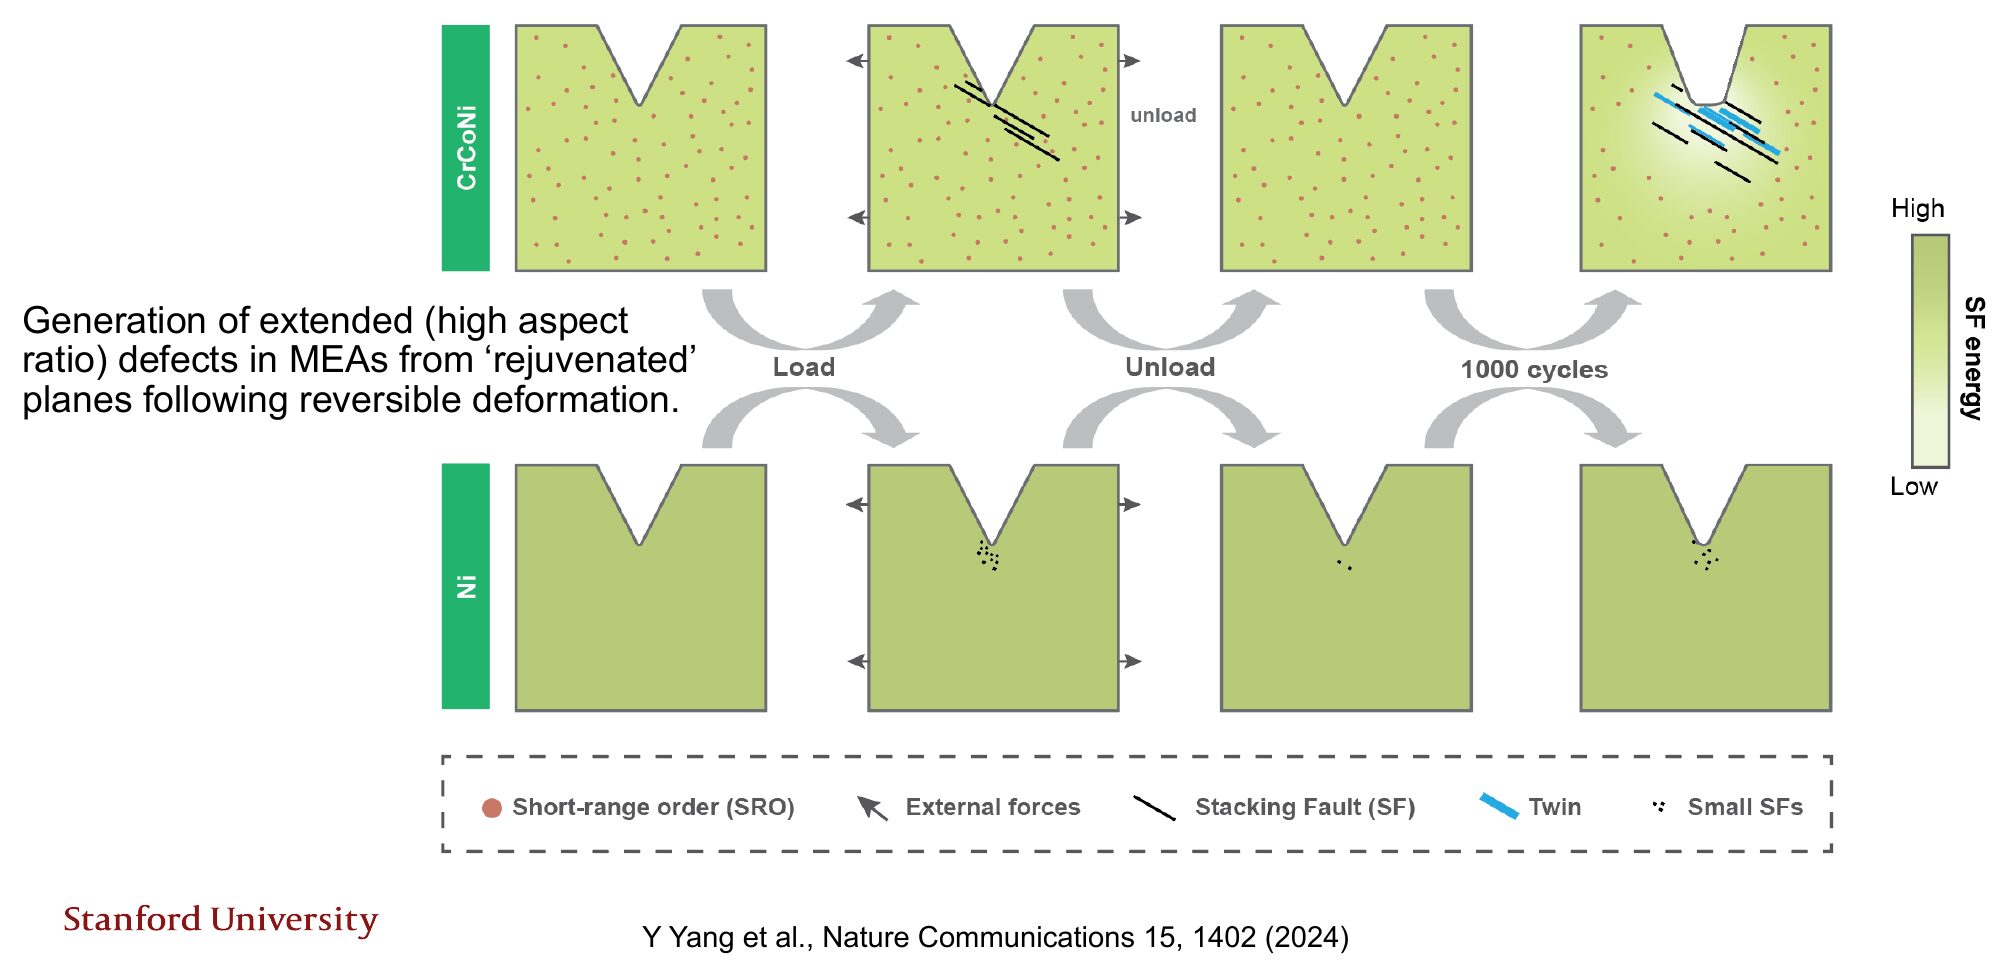 CrCoNi
unload
High
SF energy
Low
Generation of extended (high aspect
ratio) defects in MEAs from ‘rejuvenated’
planes following reversible deformation.
Load
Unload
1000 cycles
Ni
Short-range order (SRO)
External forces
Stacking Fault (SF)
Twin
Small SFs
Stanford University
Y Yang et al., Nature Communications 15, 1402 (2024)